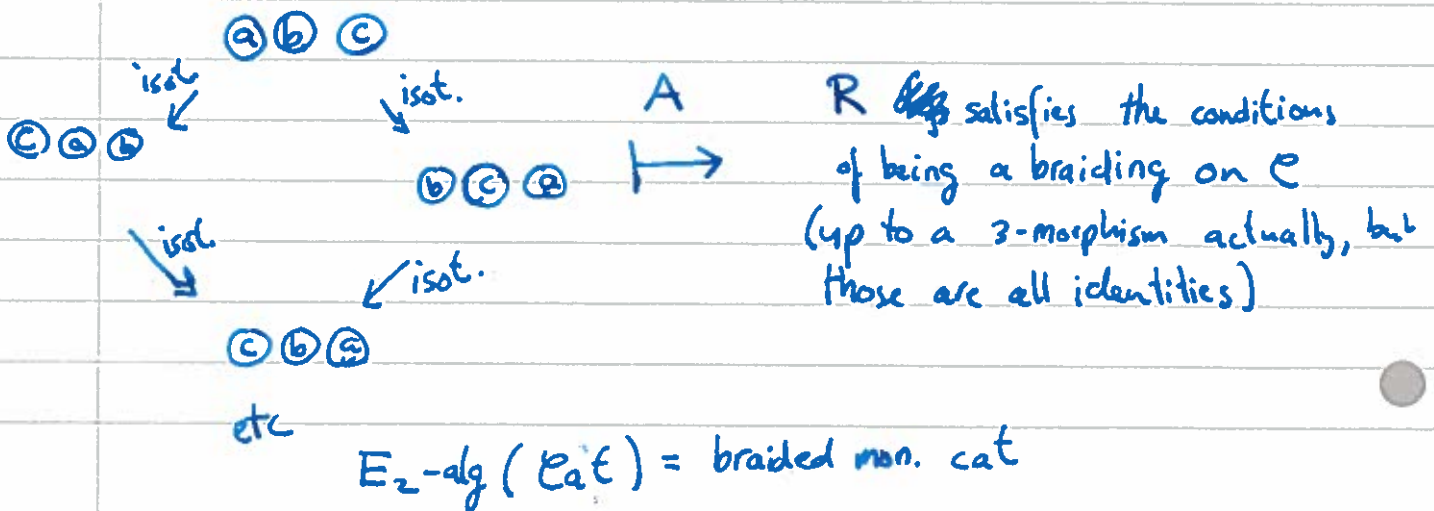 a b c
isot.
isot.
A
R satisfies the conditions
c a b
of being a braiding on C
b c a
(up to a 3-morphism actually, but
isot.
isot.
those are all identities)
c b a
etc
E₂-alg (Cat) = braided mon. cat